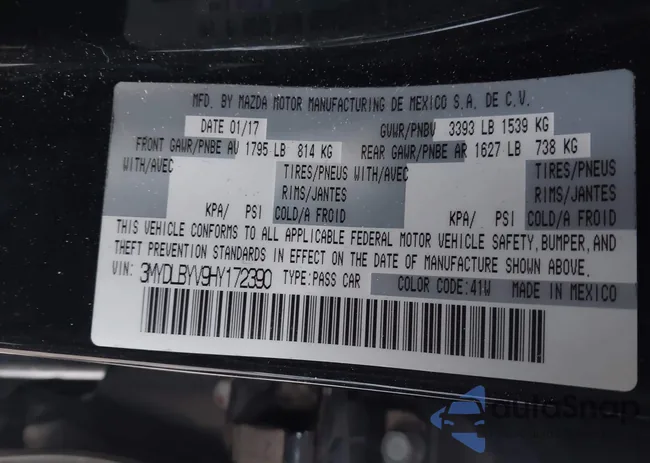 MFD. BY MAZDA MOTOR MANUFACTURING DE MEXICO S.A. DE C.V.
DATE 01/17 GVWR/PNBV 3393 LB 1539 KG
FRONT GAWR/PNBE AV 1795 LB 814 KG REAR GAWR/PNBE AR 1627 LB 738 KG
WITH/AVEC TIRES/PNEUS WITH/AVEC TIRES/PNEUS
RIMS/JANTES RIMS/JANTES
KPA/ PSI COLD/A FROID KPA/ PSI COLD/A FROID
THIS VEHICLE CONFORMS TO ALL APPLICABLE FEDERAL MOTOR VEHICLE SAFETY, BUMPER, AND
THEFT PREVENTION STANDARDS IN EFFECT ON THE DATE OF MANUFACTURE SHOWN ABOVE.
VIN: 3MYDLBYV9HY172390 TYPE:PASS CAR COLOR CODE:41W MADE IN MEXICO
autoSnap